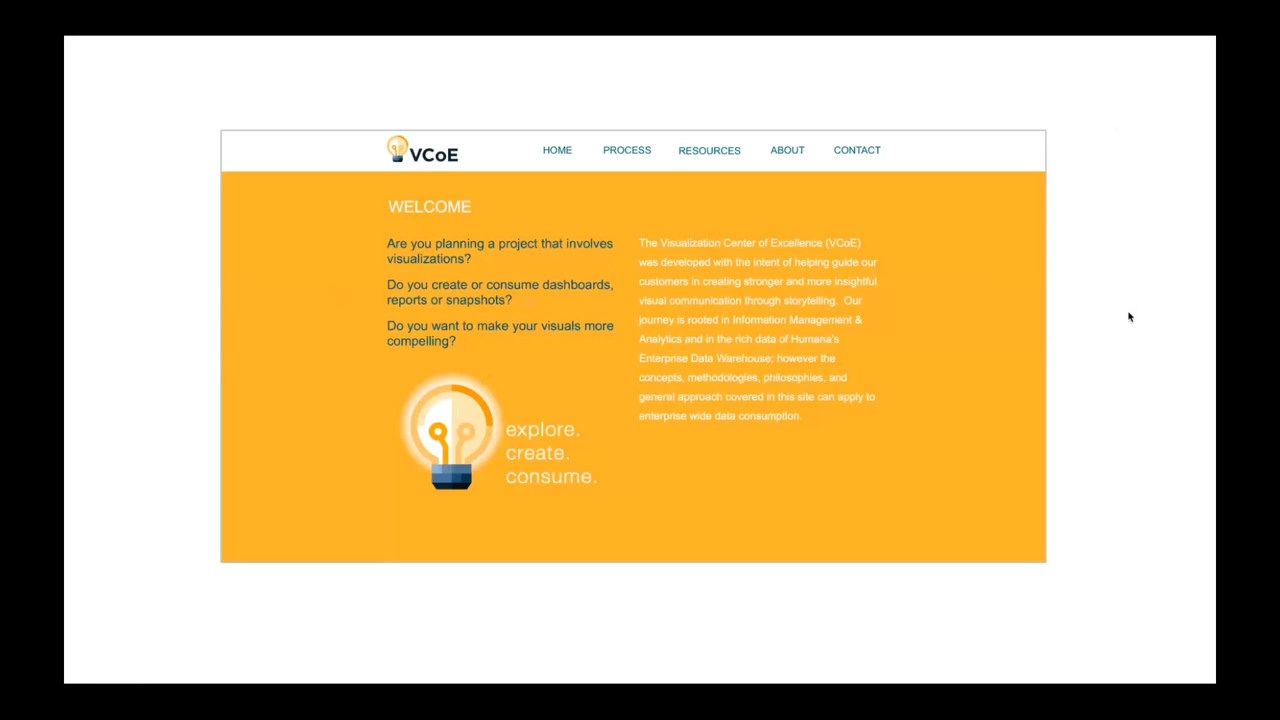 VCoE
HOME PROCESS RESOURCES ABOUT CONTACT
WELCOME
Are you planning a project that involves
visualizations?
Do you create or consume dashboards,
reports or snapshots?
Do you want to make your visuals more
compelling?
explore.
create.
consume.
The Visualization Center of Excellence (VCoE)
was developed with the intent of helping guide our
customers in creating stronger and more insightful
visual communication through storytelling. Our
journey is rooted in Information Management &
Analytics and in the rich data of Humana's
Enterprise Data Warehouse; however the
concepts, methodologies, philosophies, and
general approach covered in this site can apply to
enterprise wide data consumption.